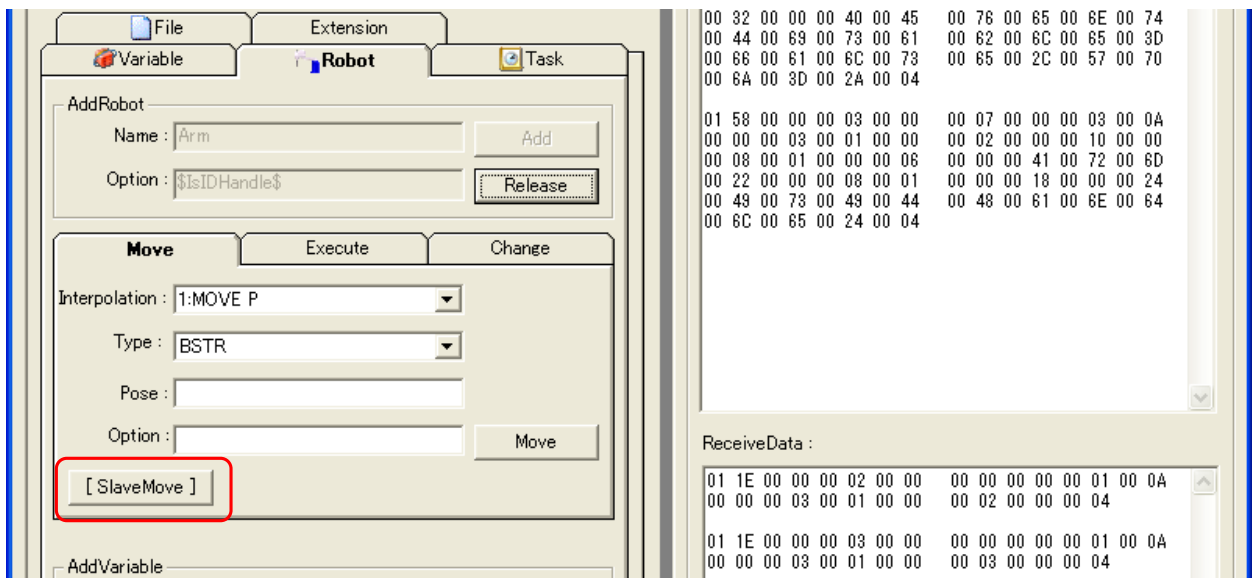 File
Extension
Variable
Robot
Task
AddRobot
Name : Arm
Add
Option : $IsIDHandle$
Release
Move
Execute
Change
Interpolation : 1:MOVE P
Type : BSTR
Pose :
Option :
Move
[ SlaveMove ]
AddVariable
00 32 00 00 00 40 00 45 00 76 00 65 00 6E 00 74
00 44 00 69 00 73 00 61 00 62 00 6C 00 65 00 3D
00 66 00 61 00 6C 00 73 00 65 00 2C 00 57 00 70
00 6A 00 3D 00 2A 00 04
01 58 00 00 00 03 00 00 00 07 00 00 00 03 00 0A
00 00 00 03 00 01 00 00 00 02 00 00 00 10 00 00
00 08 00 01 00 00 00 06 00 00 00 41 00 72 00 6D
00 22 00 00 00 08 00 01 00 00 00 18 00 00 00 24
00 49 00 73 00 49 00 44 00 48 00 61 00 6E 00 64
00 6C 00 65 00 24 00 04
ReceiveData :
01 1E 00 00 00 02 00 00 00 00 00 00 00 01 00 0A
00 00 00 03 00 01 00 00 00 02 00 00 00 04
01 1E 00 00 00 03 00 00 00 00 00 00 00 01 00 0A
00 00 00 03 00 01 00 00 00 03 00 00 00 04